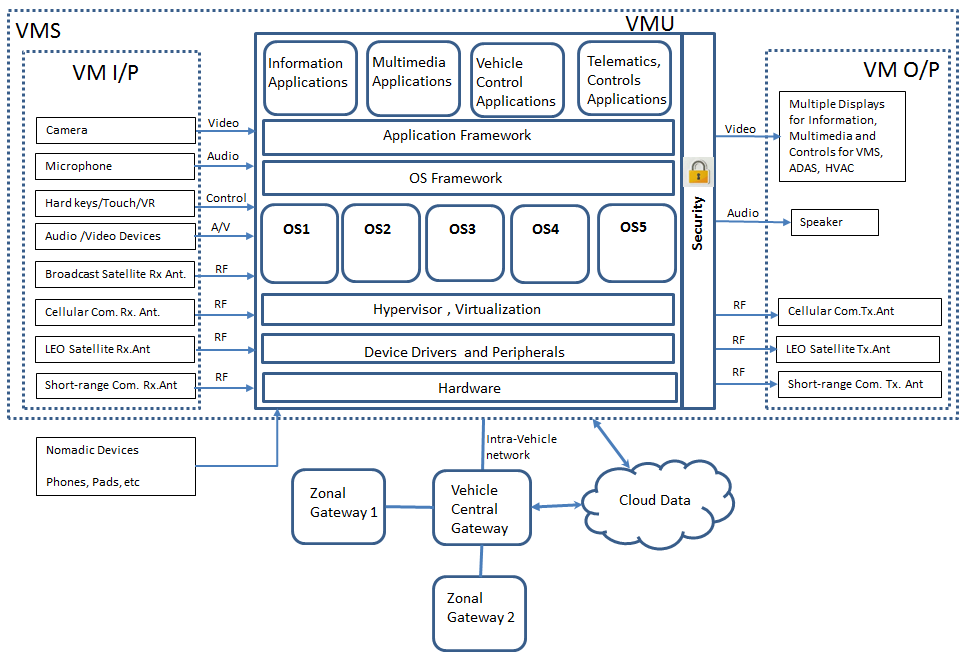 VMS
VMU
VM I/P
Camera
Microphone
Hard keys/Touch/VR
Audio /Video Devices
Broadcast Satellite Rx Ant.
Cellular Com. Rx. Ant.
LEO Satellite Rx.Ant
Short-range Com. Rx.Ant
Video
Audio
Control
A/V
RF
RF
RF
RF
Information
Applications
Multimedia
Applications
Vehicle
Control
Applications
Telematics,
Controls
Applications
Application Framework
OS Framework
OS1
OS2
OS3
OS4
OS5
Hypervisor , Virtualization
Device Drivers and Peripherals
Hardware
Security
Video
Audio
RF
RF
RF
VM O/P
Multiple Displays
for Information,
Multimedia and
Controls for VMS,
ADAS, HVAC
Speaker
Cellular Com.Tx.Ant
LEO Satellite Tx.Ant
Short-range Com. Tx. Ant
Nomadic Devices
Phones, Pads, etc
Intra-Vehicle
network
Zonal
Gateway 1
Vehicle
Central
Gateway
Cloud Data
Zonal
Gateway 2